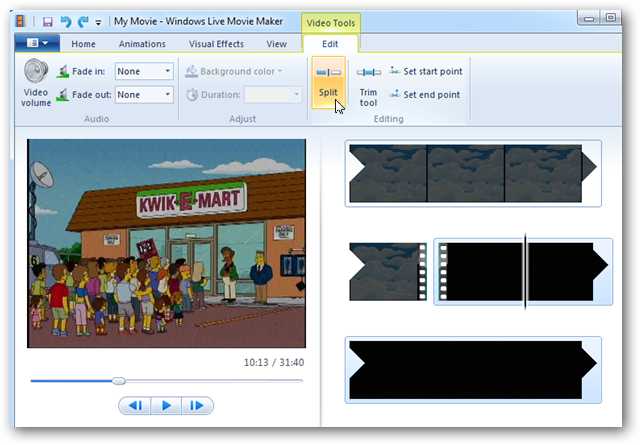 My Movie - Windows Live Movie Maker
Video Tools
Home
Animations
Visual Effects
View
Edit
Video volume
Fade in: None
Fade out: None
Audio
Background color
Duration:
Adjust
Split
Trim tool
Set start point
Set end point
Editing
KWIK-E-MART
10:13 / 31:40